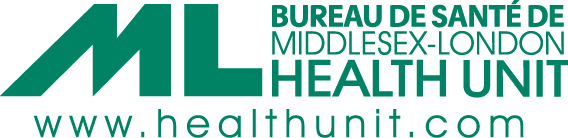 ML
BUREAU DE SANTÉ DE
MIDDLESEX-LONDON
HEALTH UNIT
www.healthunit.com